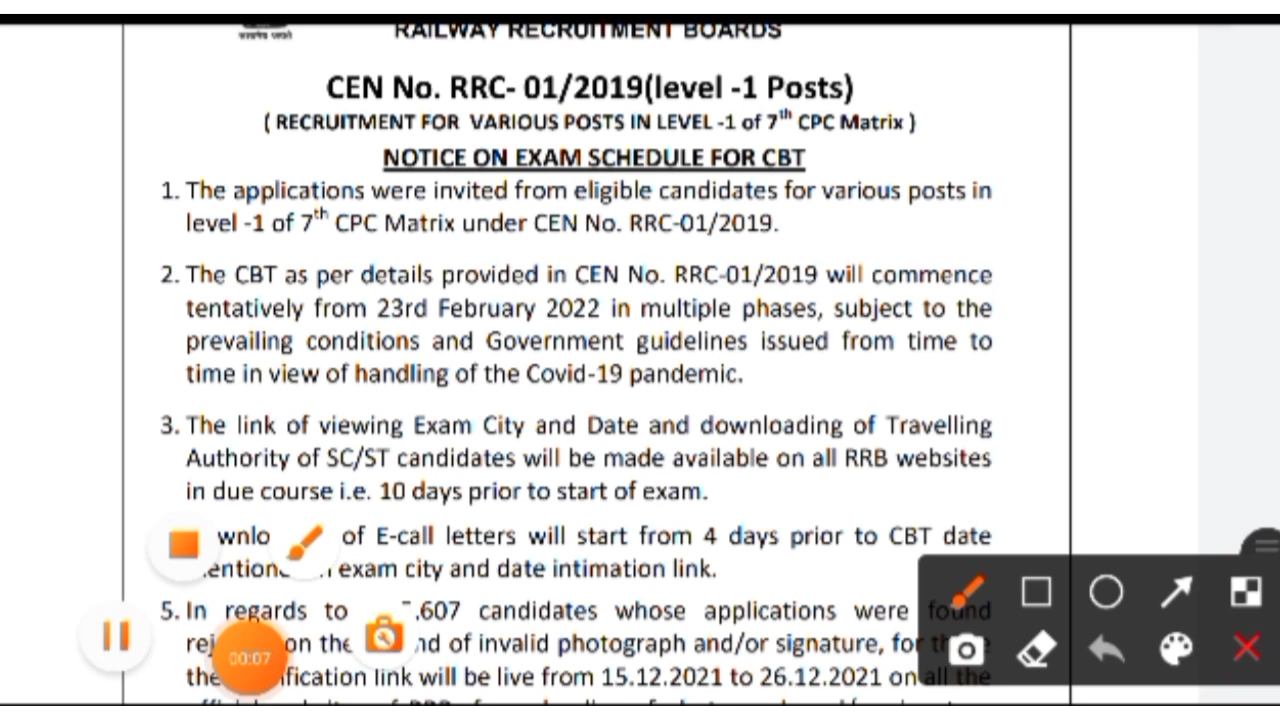 RAILWAY RECRUITMENT BOARDS
CEN No. RRC- 01/2019(level -1 Posts)
( RECRUITMENT FOR VARIOUS POSTS IN LEVEL -1 of 7th CPC Matrix )
NOTICE ON EXAM SCHEDULE FOR CBT
1. The applications were invited from eligible candidates for various posts in
level -1 of 7th CPC Matrix under CEN No. RRC-01/2019.
2. The CBT as per details provided in CEN No. RRC-01/2019 will commence
tentatively from 23rd February 2022 in multiple phases, subject to the
prevailing conditions and Government guidelines issued from time to
time in view of handling of the Covid-19 pandemic.
3. The link of viewing Exam City and Date and downloading of Travelling
Authority of SC/ST candidates will be made available on all RRB websites
in due course i.e. 10 days prior to start of exam.
of E-call letters will start from 4 days prior to CBT date
exam city and date intimation link.
5. In regards to ,607 candidates whose applications were found
on the of invalid photograph and/or signature, for
the link will be live from 15.12.2021 to 26.12.2021 on all the
00:07